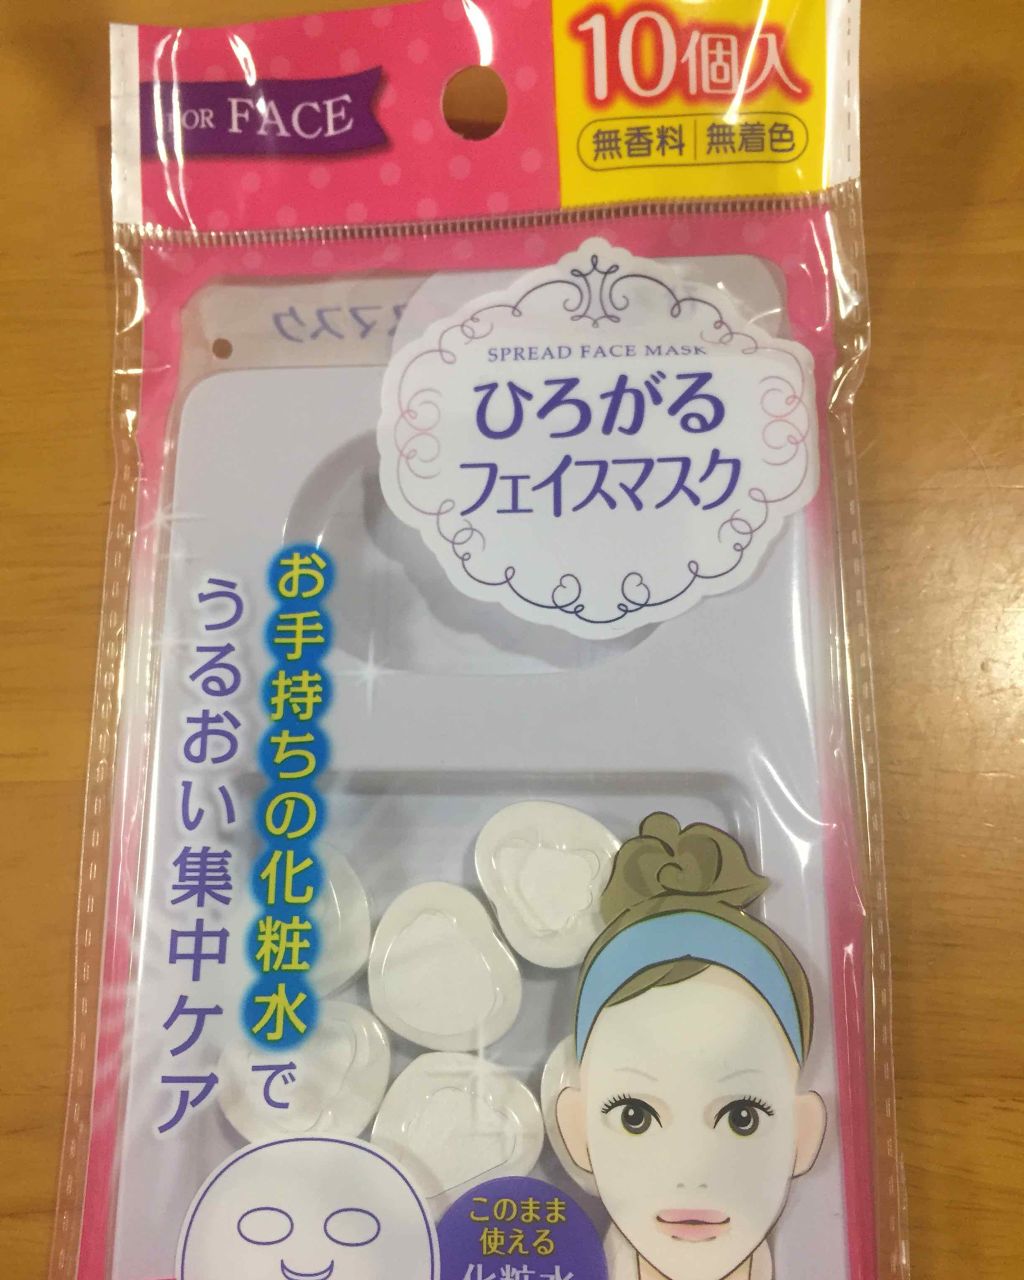 FOR FACE
10個入
無香料 無着色
SPREAD FACE MASK
ひろがる
フェイスマスク
お手持ちの化粧水で
うるおい集中ケア
このまま
使える
化粧水